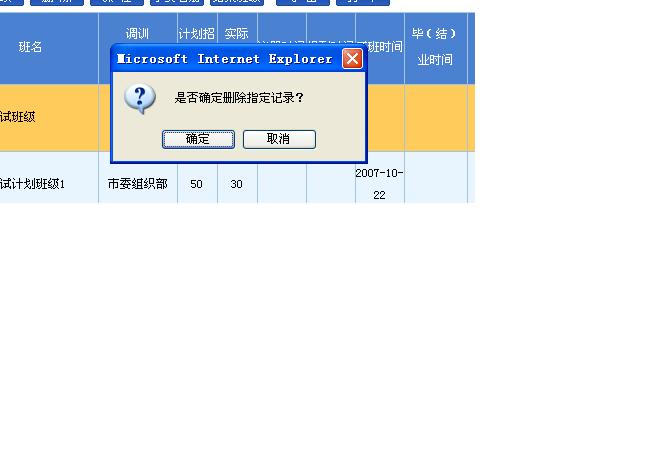 班名
调训
计划招
实际
班时间
毕（结）
业时间
Microsoft Internet Explorer
是否确定删除指定记录？
确定
取消
试班级
试计划班级1
市委组织部
50
30
2007-10-
22